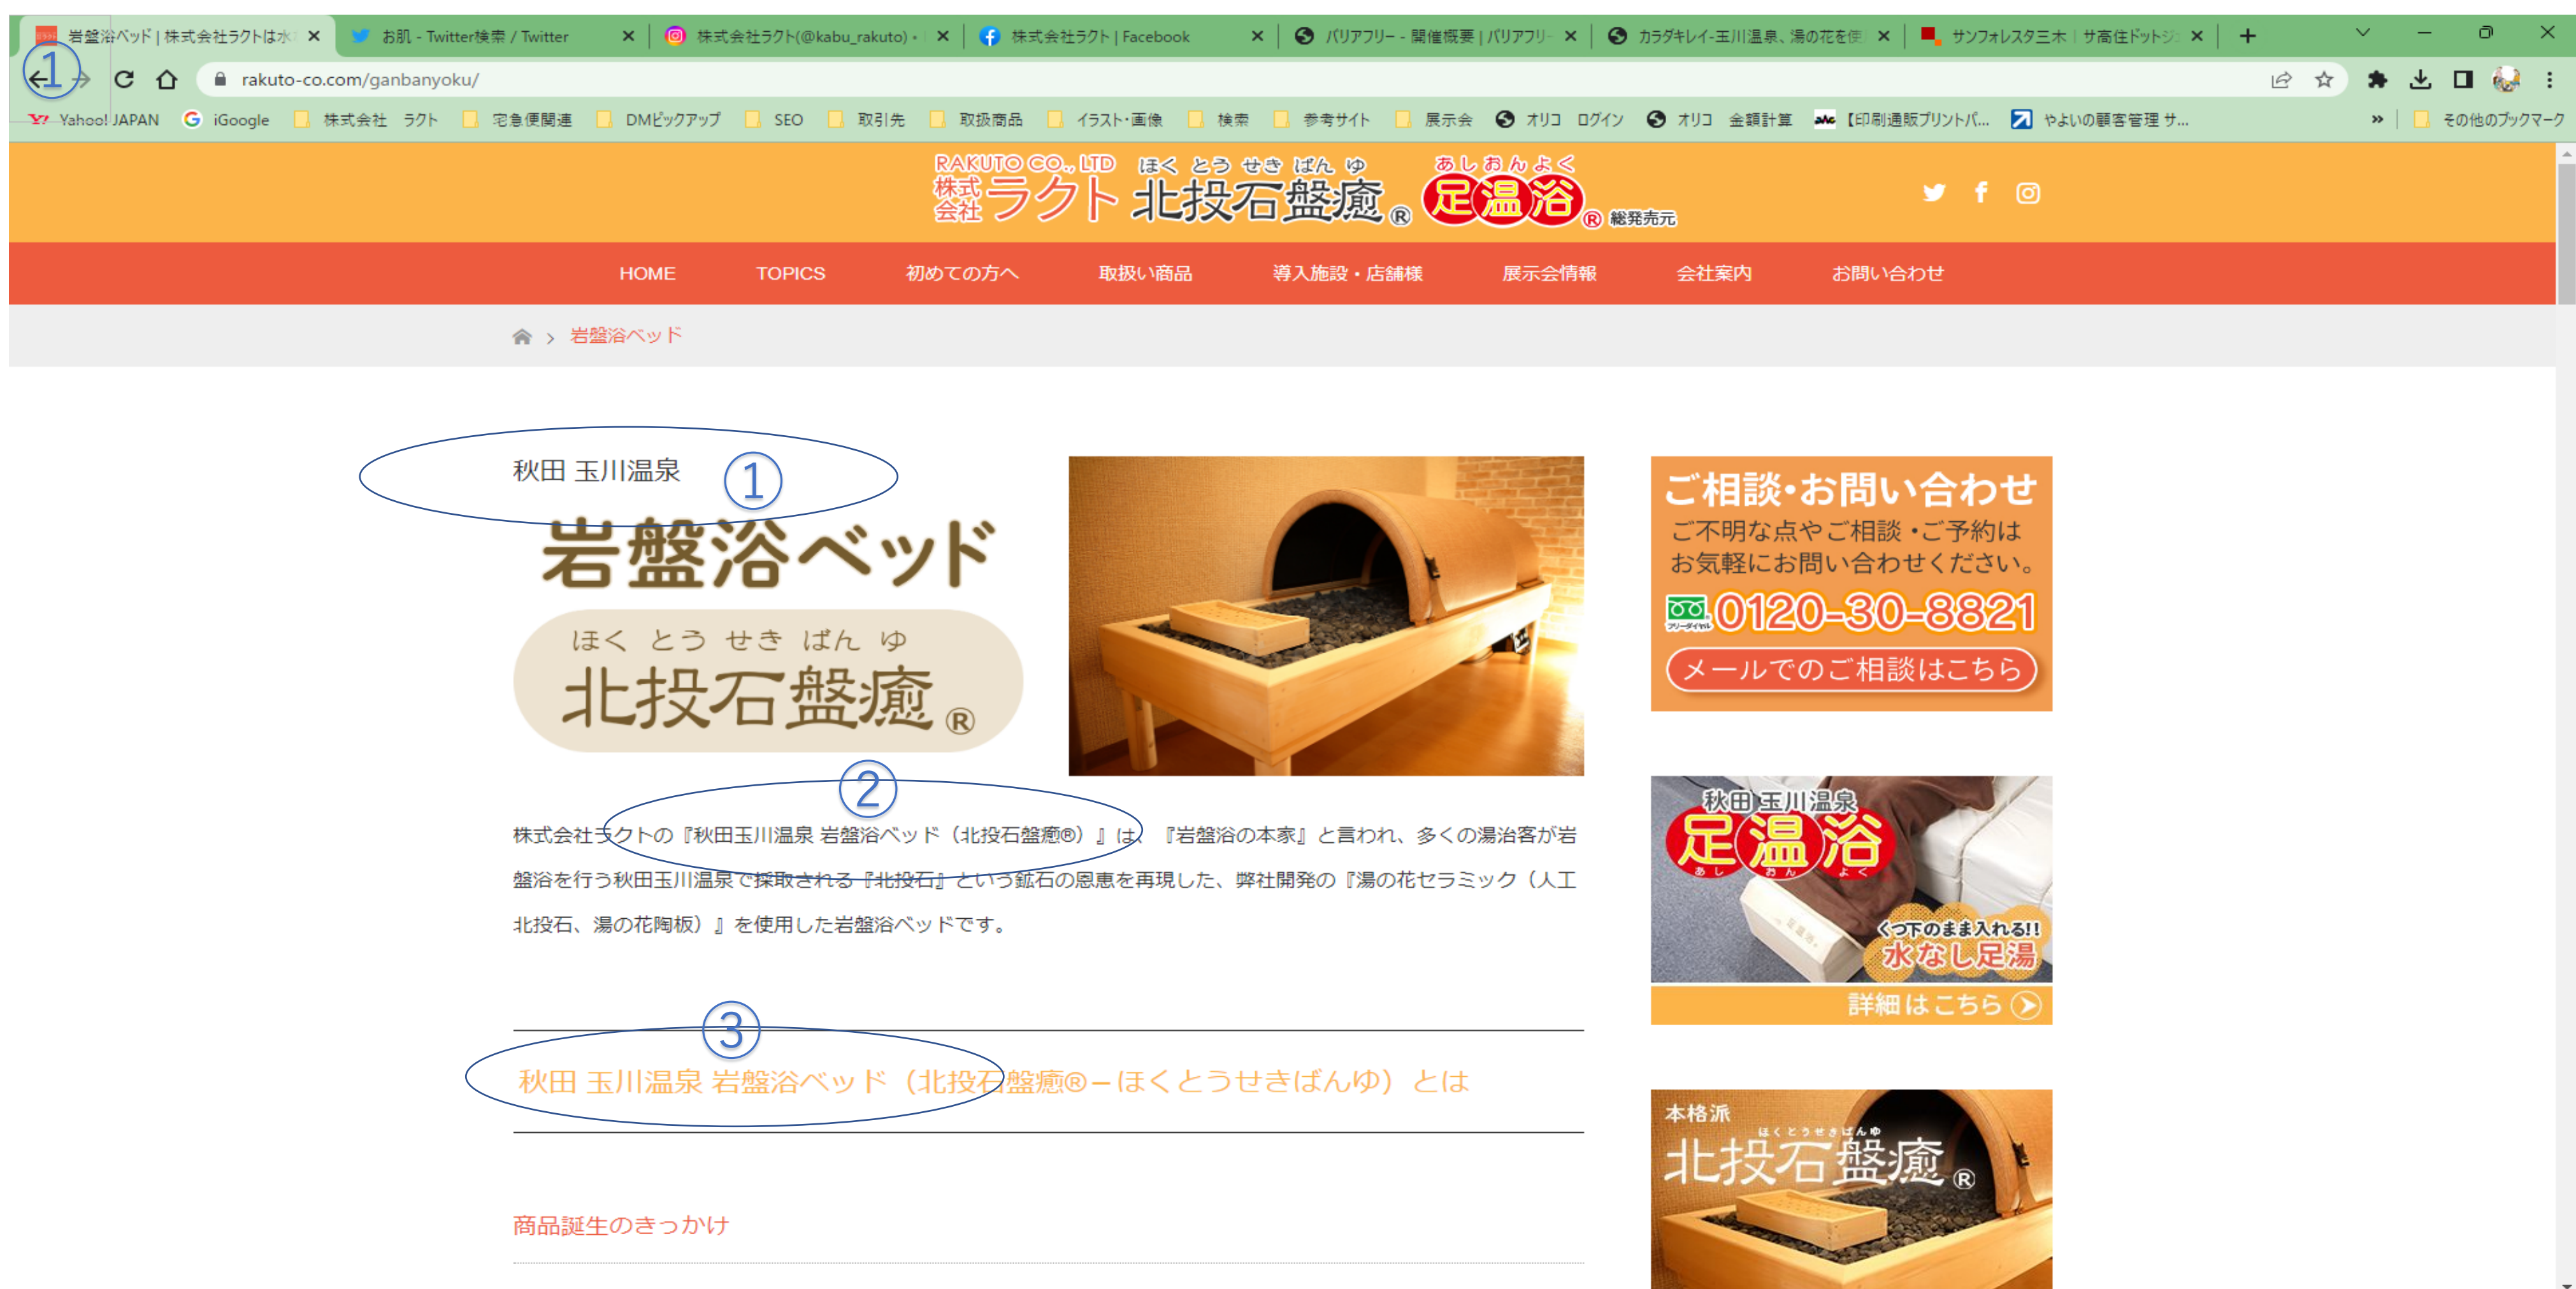 岩盤浴ベッド | 株式会社ラクトは水
お肌 - Twitter検索 / Twitter
株式会社ラクト(@kabu_rakuto) •
株式会社ラクト | Facebook
バリアフリー - 開催概要 | バリアフリー
カラダキレイ-玉川温泉、湯の花を使
サンフォレスタ三木 | サ高住ドットジ
①
rakuto-co.com/ganbanyoku/
Yahoo! JAPAN
iGoogle
株式会社 ラクト
宅急便関連
DMピックアップ
SEO
取引先
取扱商品
イラスト・画像
検索
参考サイト
展示会
オリコ ログイン
オリコ 金額計算
【印刷通販プリントパ...
やよいの顧客管理 サ...
»
その他のブックマーク
RAKUTO CO., LTD
株式会社 ラクト
ほく とう せき ばん ゆ
北投石盤癒®
あし おん よく
足温浴® 総発売元
HOME
TOPICS
初めての方へ
取扱い商品
導入施設・店舗様
展示会情報
会社案内
お問い合わせ
> 岩盤浴ベッド
秋田 玉川温泉
①
岩盤浴ベッド
ほく とう せき ばん ゆ
北投石盤癒®
②
株式会社ラクトの『秋田玉川温泉 岩盤浴ベッド（北投石盤癒®）』は、『岩盤浴の本家』と言われ、多くの湯治客が岩
盤浴を行う秋田玉川温泉で採取される『北投石』という鉱石の恩恵を再現した、弊社開発の『湯の花セラミック（人工
北投石、湯の花陶板）』を使用した岩盤浴ベッドです。
③
秋田 玉川温泉 岩盤浴ベッド（北投石盤癒®－ほくとうせきばんゆ）とは
商品誕生のきっかけ
ご相談・お問い合わせ
ご不明な点やご相談・ご予約は
お気軽にお問い合わせください。
フリーダイヤル 0120-30-8821
メールでのご相談はこちら
秋田 玉川温泉
足温浴
あし おん よく
足温浴®
くつ下のまま入れる!!
水なし足湯
詳細はこちら
本格派
ほくとうせきばんゆ
北投石盤癒®